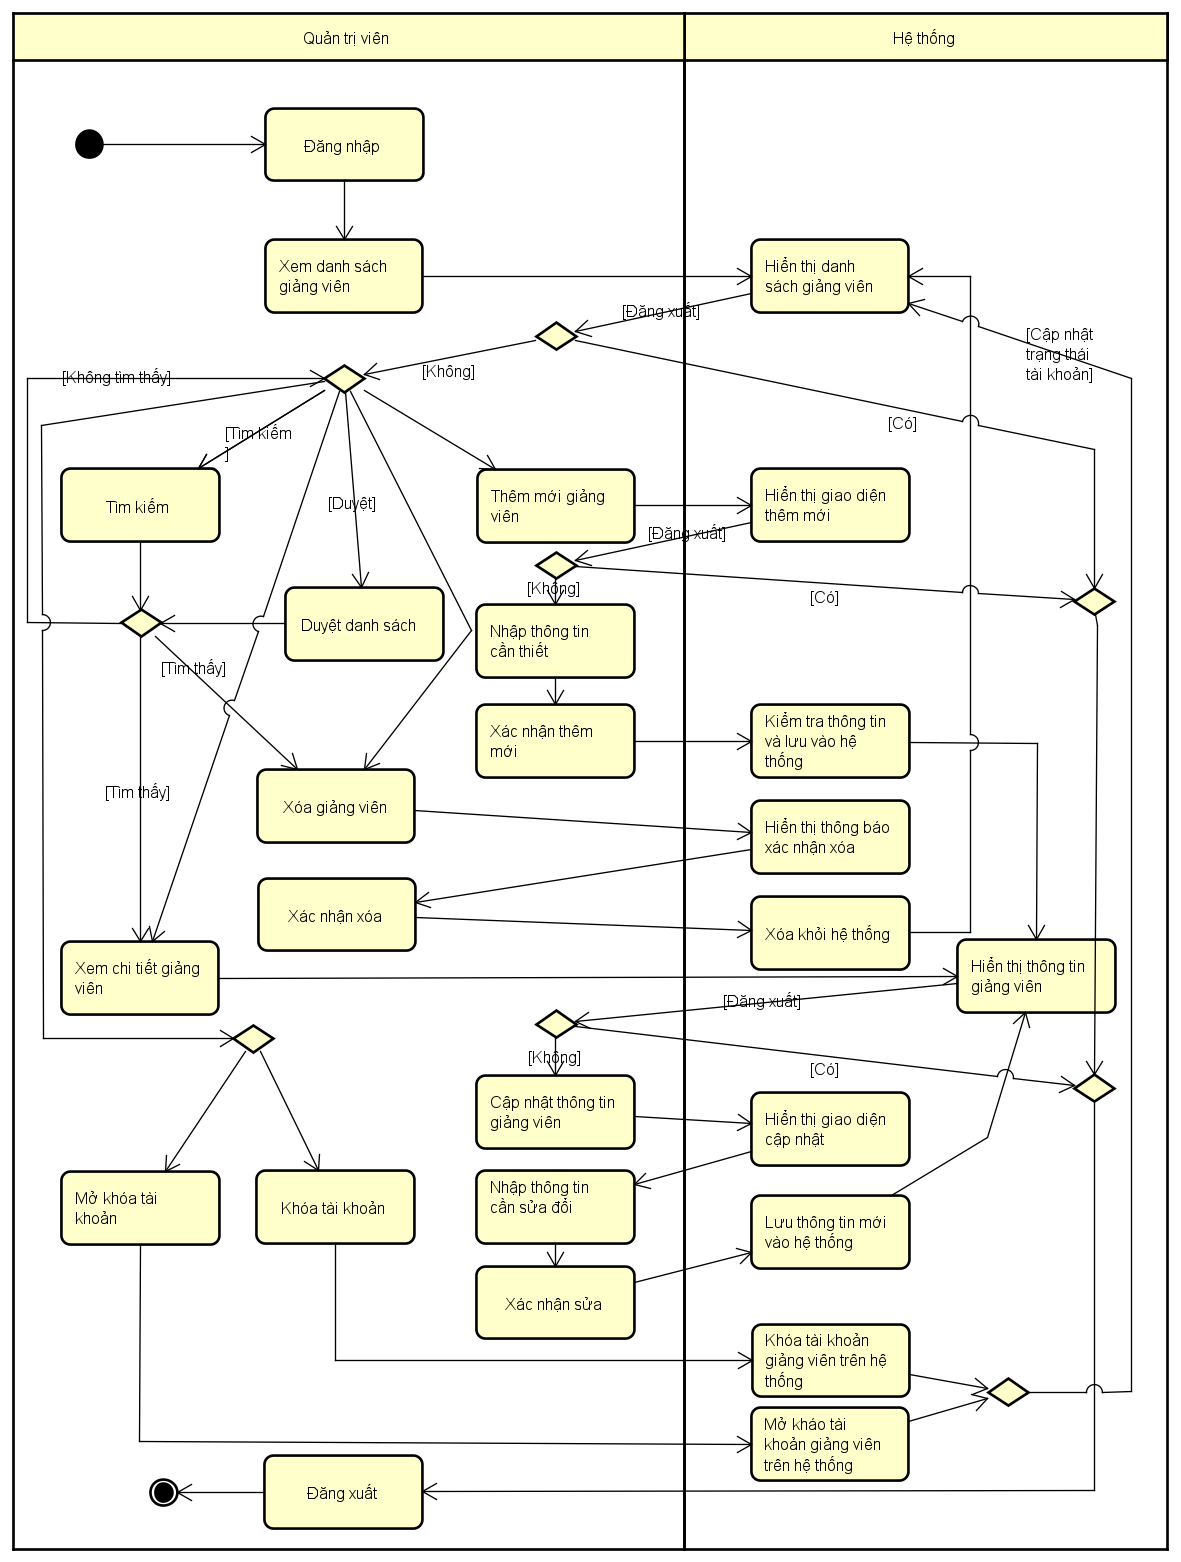 Quản trị viên
Hệ thống
Đăng nhập
Xem danh sách
giảng viên
Hiển thị danh
sách giảng viên
[Đăng xuất]
[Cập nhật
trạng thái
tài khoản]
[Không]
[Không tìm thấy]
[Có]
[Tìm kiếm
]
Tìm kiếm
[Duyệt]
Thêm mới giảng
viên
Hiển thị giao diện
thêm mới
[Đăng xuất]
[Không]
[Có]
Duyệt danh sách
Nhập thông tin
cần thiết
[Tìm thấy]
Xác nhận thêm
mới
Kiểm tra thông tin
và lưu vào hệ
thống
[Tìm thấy]
Xóa giảng viên
Hiển thị thông báo
xác nhận xóa
Xác nhận xóa
Xóa khỏi hệ thống
Xem chi tiết giảng
viên
Hiển thị thông tin
giảng viên
[Đăng xuất]
[Không]
[Có]
Cập nhật thông tin
giảng viên
Hiển thị giao diện
cập nhật
Mở khóa tài
khoản
Khóa tài khoản
Nhập thông tin
cần sửa đổi
Lưu thông tin mới
vào hệ thống
Xác nhận sửa
Khóa tài khoản
giảng viên trên hệ
thống
Mở kháo tài
khoản giảng viên
trên hệ thống
Đăng xuất